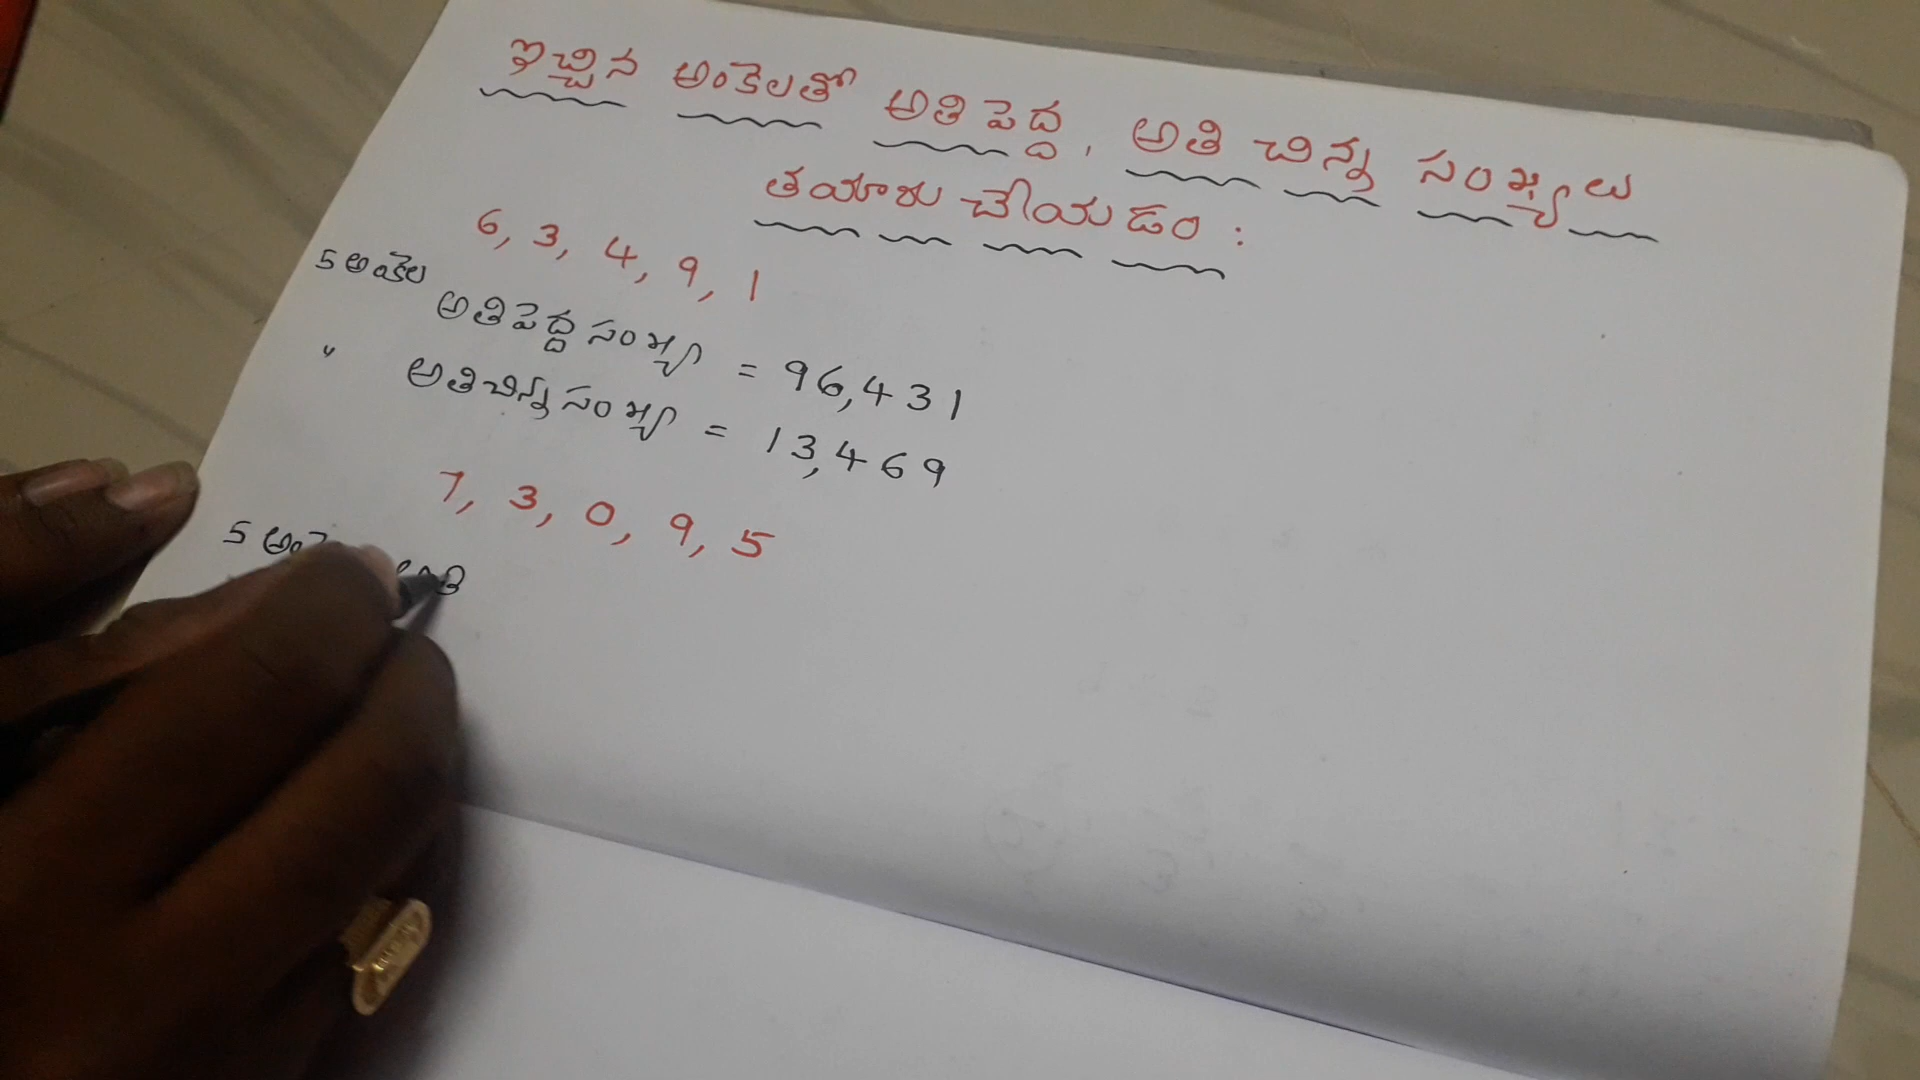 ఇచ్చిన అంకెలతో అతి పెద్ద, అతి చిన్న సంఖ్యలు
తయారు చేయడం :
6, 3, 4, 9, 1
5 అంకెల అతి పెద్ద సంఖ్య = 96,431
" అతి చిన్న సంఖ్య = 13,469
7, 3, 0, 9, 5
5